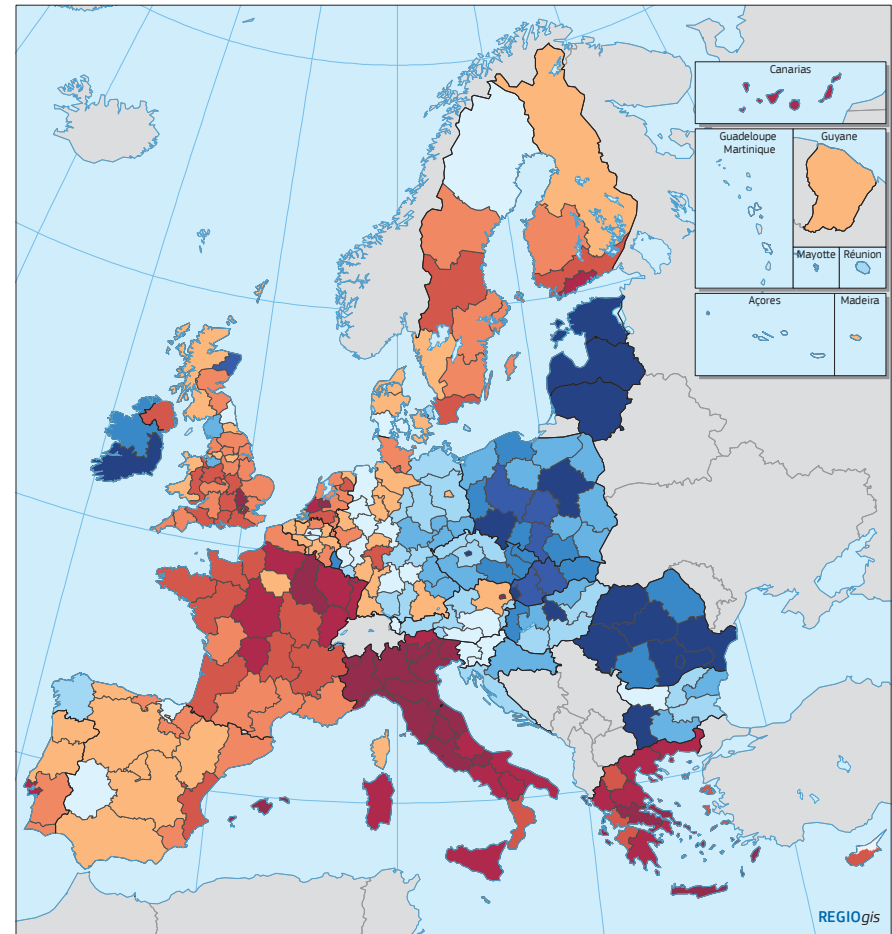 Canarias
Guadeloupe
Martinique
Guyane
Mayotte
Réunion
Açores
Madeira
REGIOgis